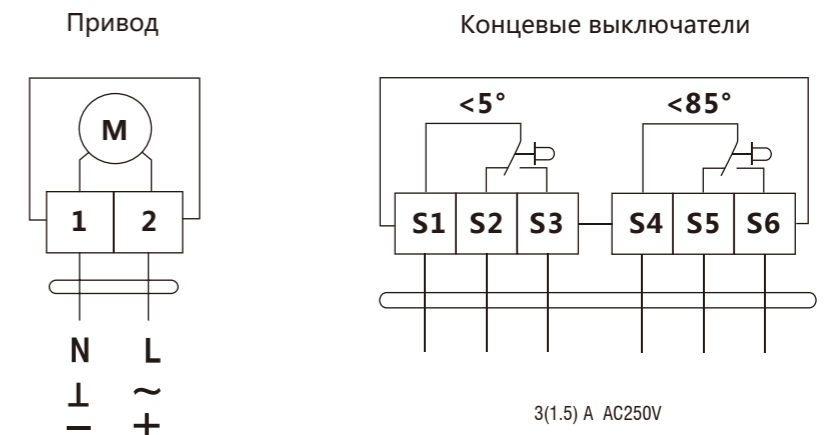 Привод
Концевые выключатели
<5°
<85°
M
1 2
S1 S2 S3 S4 S5 S6
N L
⊥ ~
− +
3(1.5) A AC250V